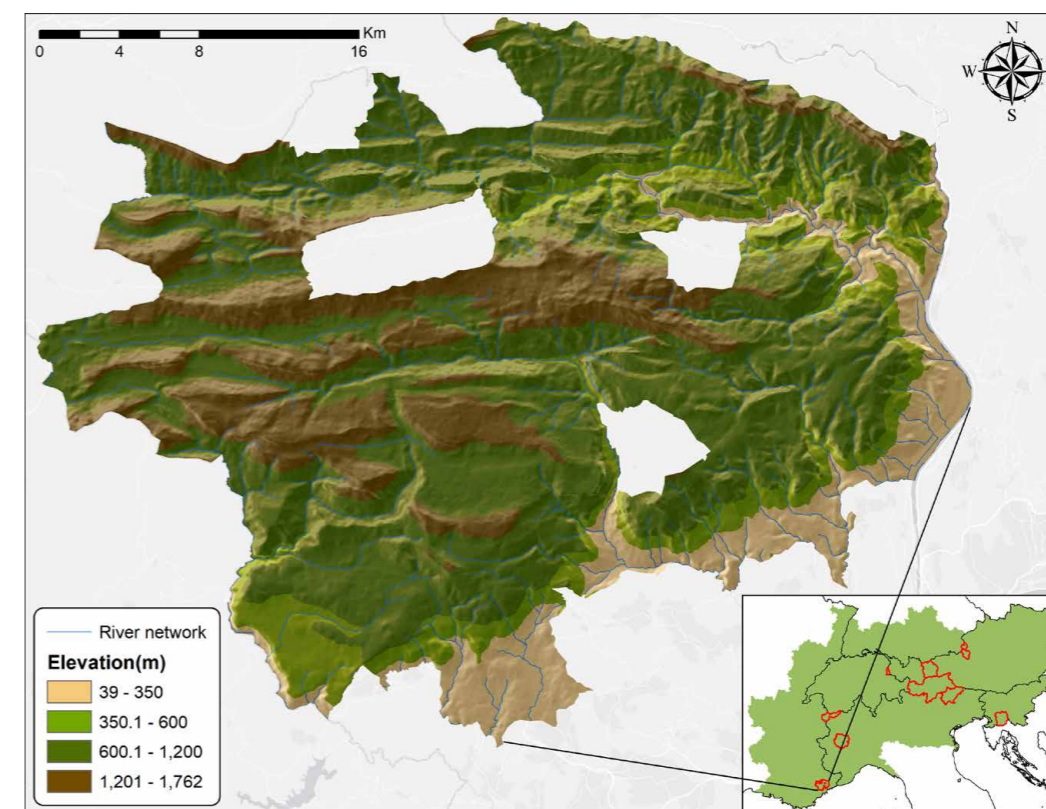 Km
0 4 8 16
N
W E
S
River network
Elevation(m)
39 - 350
350.1 - 600
600.1 - 1,200
1,201 - 1,762